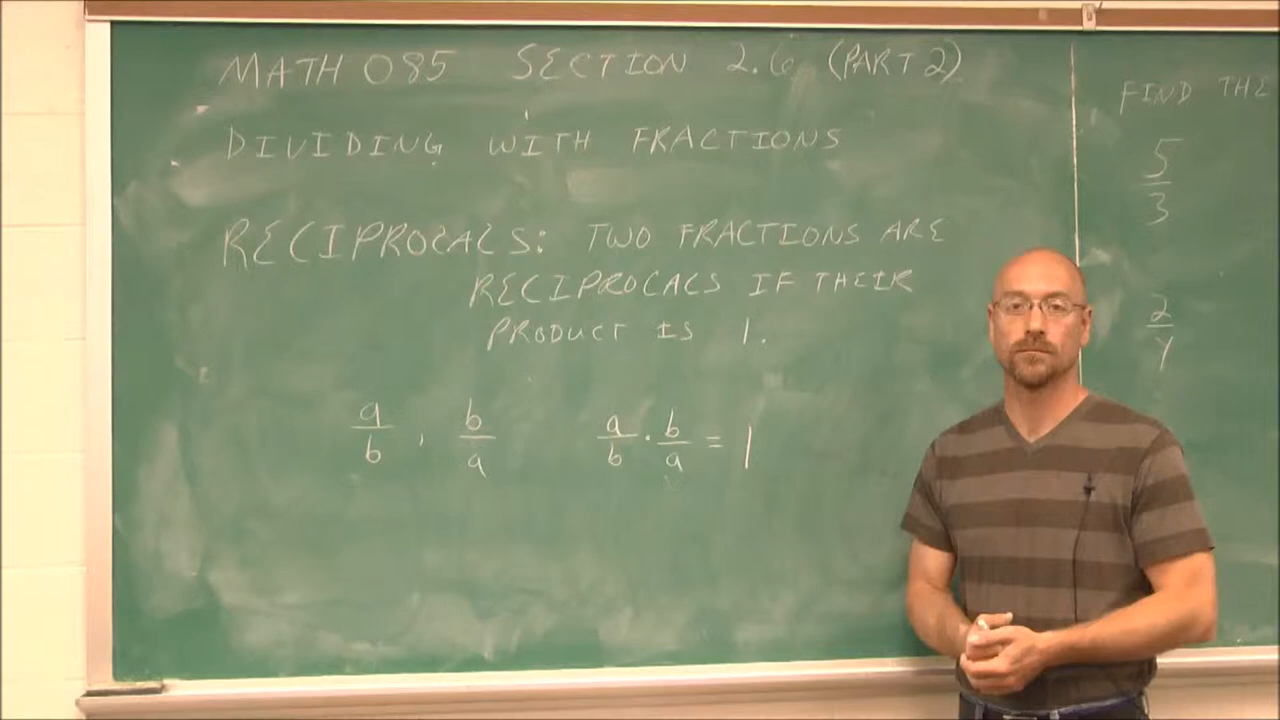 MATH 085 SECTION 2.6 (PART 2)
DIVIDING WITH FRACTIONS
RECIPROCALS: TWO FRACTIONS ARE
RECIPROCALS IF THEIR
PRODUCT IS 1.
a/b , b/a a/b · b/a = 1
FIND THE
5/3
2/y